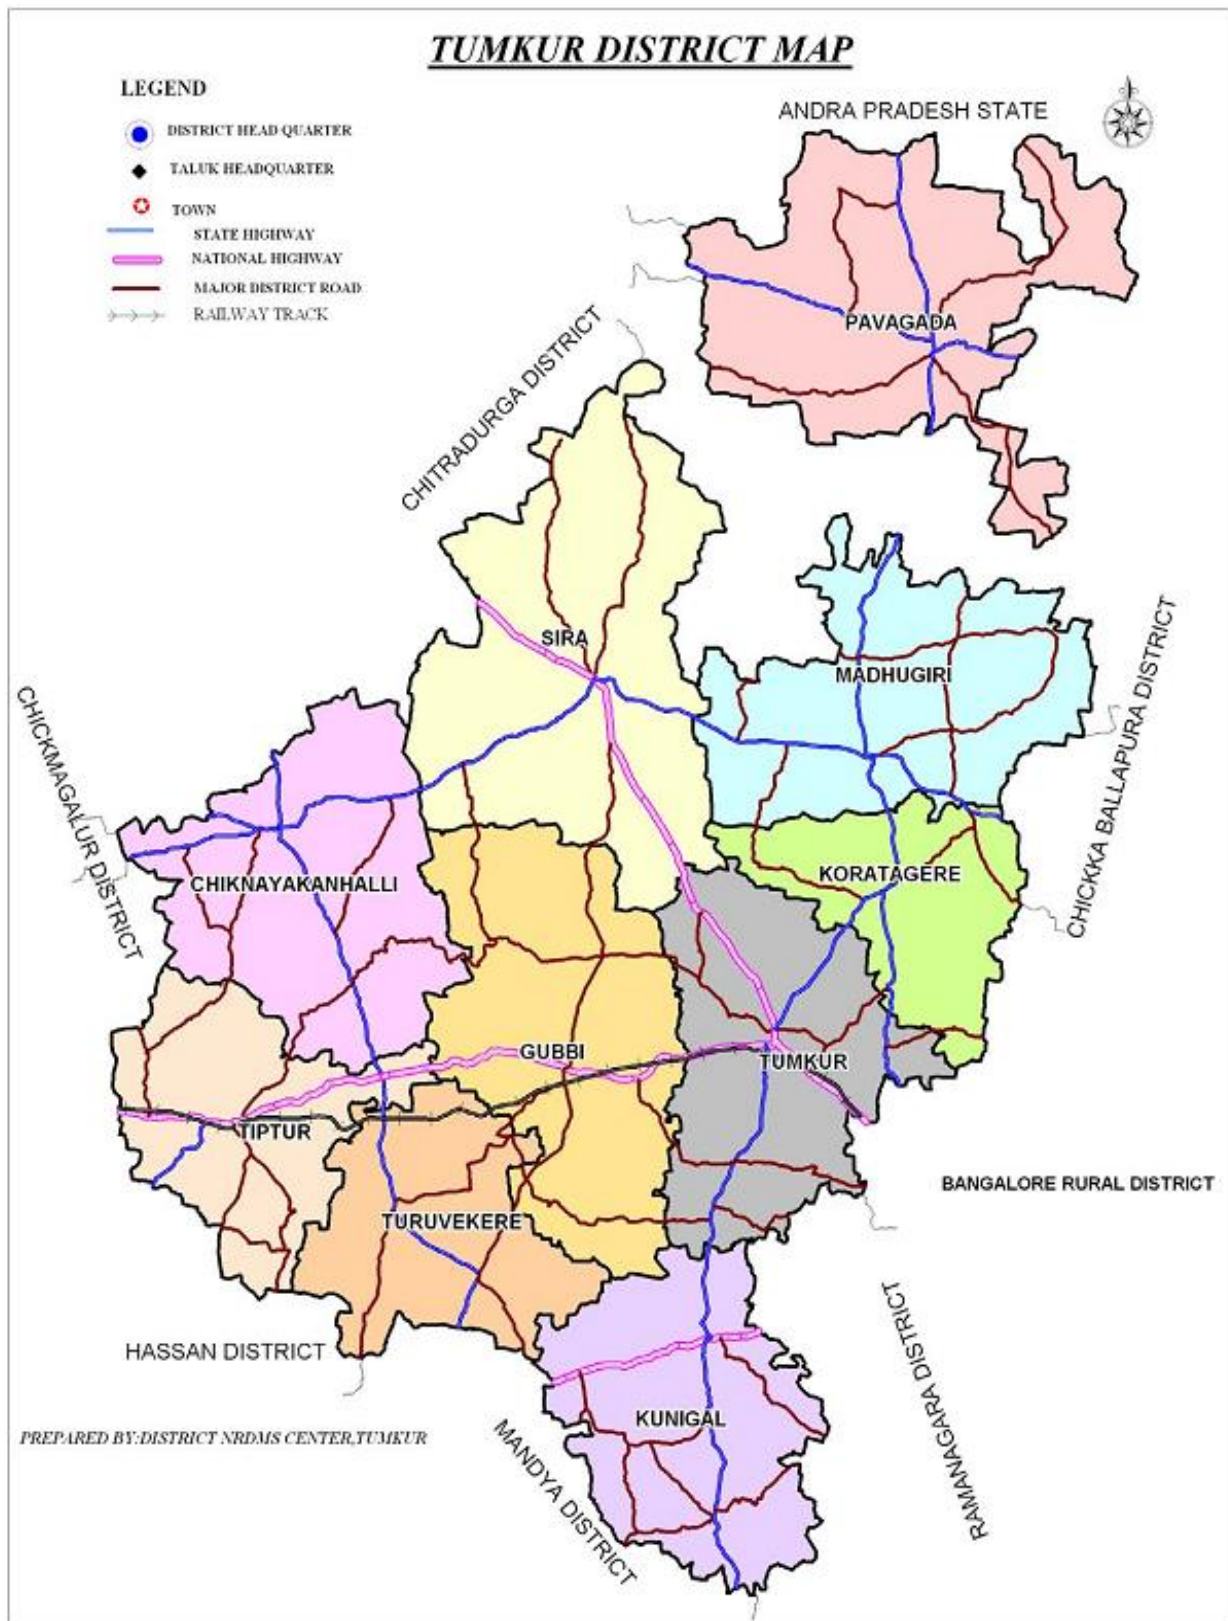 TUMKUR DISTRICT MAP
LEGEND
DISTRICT HEAD QUARTER
TALUK HEADQUARTER
TOWN
STATE HIGHWAY
NATIONAL HIGHWAY
MAJOR DISTRICT ROAD
RAILWAY TRACK
ANDRA PRADESH STATE
PAVAGADA
CHITRADURGA DISTRICT
SIRA
MADHUGIRI
CHICKMAGALUR DISTRICT
CHICKKA BALLAPURA DISTRICT
CHIKNAYAKANHALLI
KORATAGERE
GUBBI
TUMKUR
TIPTUR
BANGALORE RURAL DISTRICT
TURUVEKERE
HASSAN DISTRICT
RAMANAGARA DISTRICT
KUNIGAL
MANDYA DISTRICT
PREPARED BY:DISTRICT NRDMS CENTER,TUMKUR